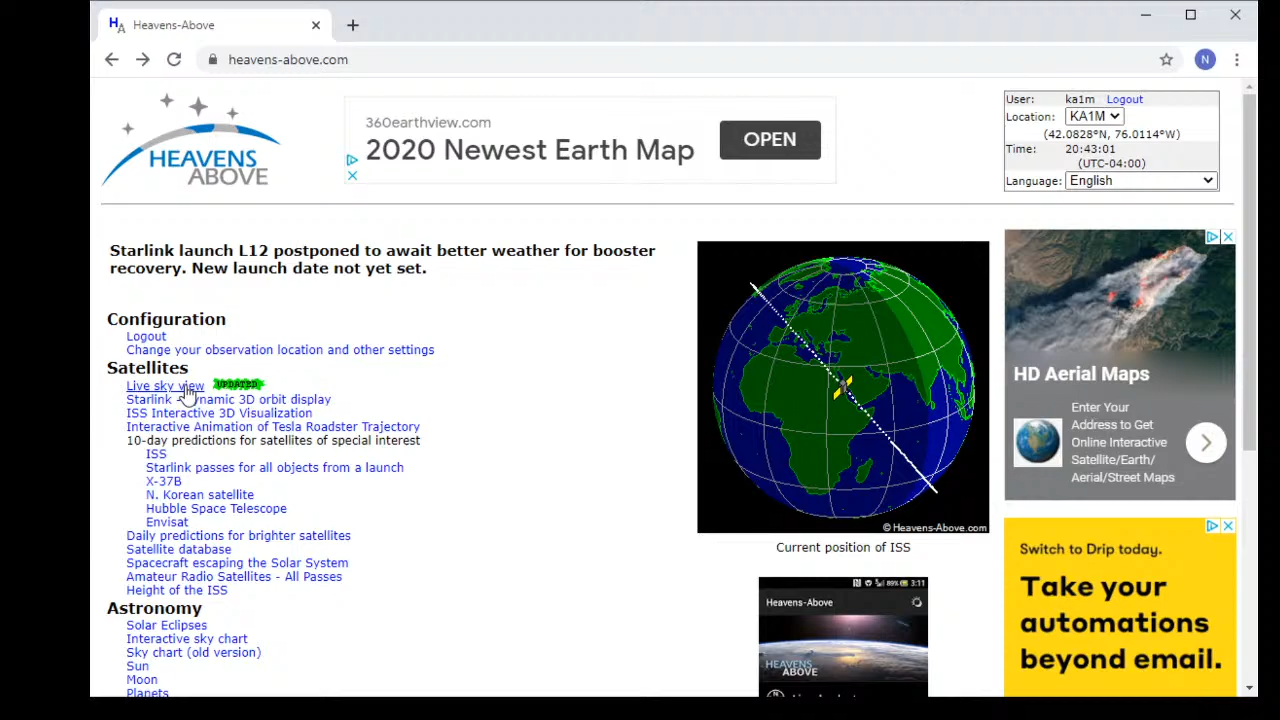 Heavens-Above
heavens-above.com
N
HEAVENS
ABOVE
360earthview.com
2020 Newest Earth Map
OPEN
User: ka1m Logout
Location: KA1M
(42.0828°N, 76.0114°W)
Time: 20:43:01
(UTC-04:00)
Language: English
Starlink launch L12 postponed to await better weather for booster
recovery. New launch date not yet set.
Configuration
Logout
Change your observation location and other settings
Satellites
Live sky view UPDATED
Starlink - dynamic 3D orbit display
ISS Interactive 3D Visualization
Interactive Animation of Tesla Roadster Trajectory
10-day predictions for satellites of special interest
ISS
Starlink passes for all objects from a launch
X-37B
N. Korean satellite
Hubble Space Telescope
Envisat
Daily predictions for brighter satellites
Satellite database
Spacecraft escaping the Solar System
Amateur Radio Satellites - All Passes
Height of the ISS
Astronomy
Solar Eclipses
Interactive sky chart
Sky chart (old version)
Sun
Moon
Planets
© Heavens-Above.com
Current position of ISS
89% 3:11
Heavens-Above
HEAVENS
ABOVE
HD Aerial Maps
Enter Your
Address to Get
Online Interactive
Satellite/Earth/
Aerial/Street Maps
Switch to Drip today.
Take your
automations
beyond email.